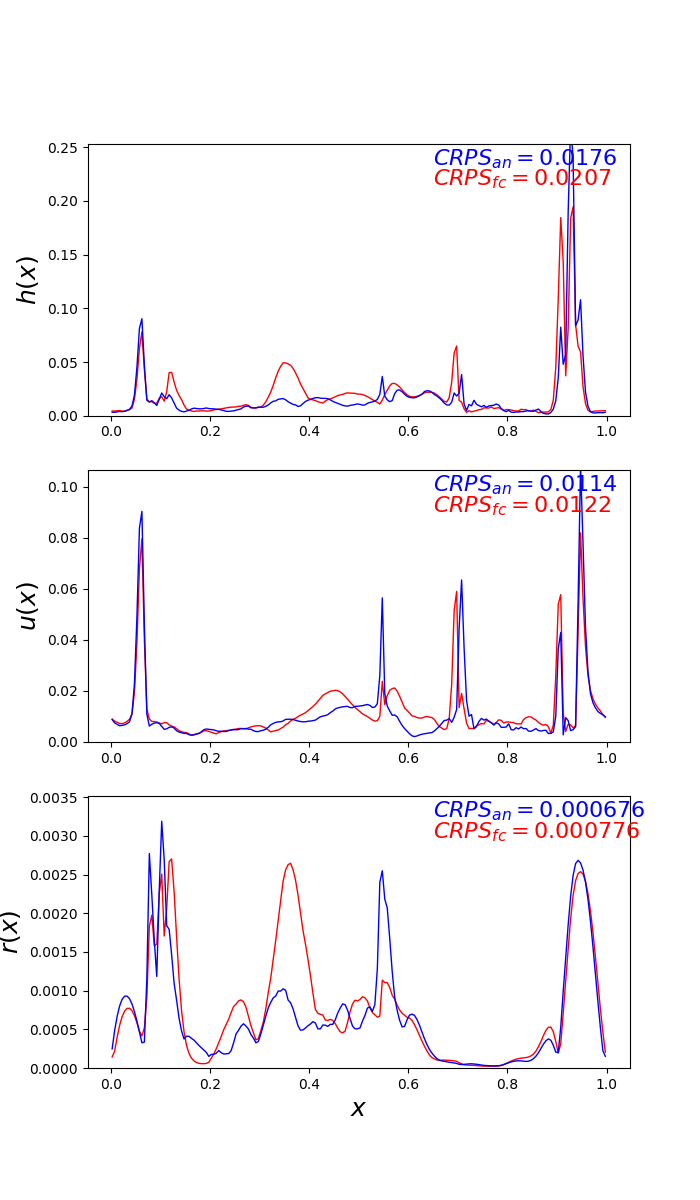 0.25
0.20
0.15
0.10
0.05
0.00
h(x)
CRPS_an = 0.0176
CRPS_fc = 0.0207
0.0 0.2 0.4 0.6 0.8 1.0
0.10
0.08
0.06
0.04
0.02
0.00
u(x)
CRPS_an = 0.0114
CRPS_fc = 0.0122
0.0 0.2 0.4 0.6 0.8 1.0
0.0035
0.0030
0.0025
0.0020
0.0015
0.0010
0.0005
0.0000
r(x)
CRPS_an = 0.000676
CRPS_fc = 0.000776
0.0 0.2 0.4 0.6 0.8 1.0
x